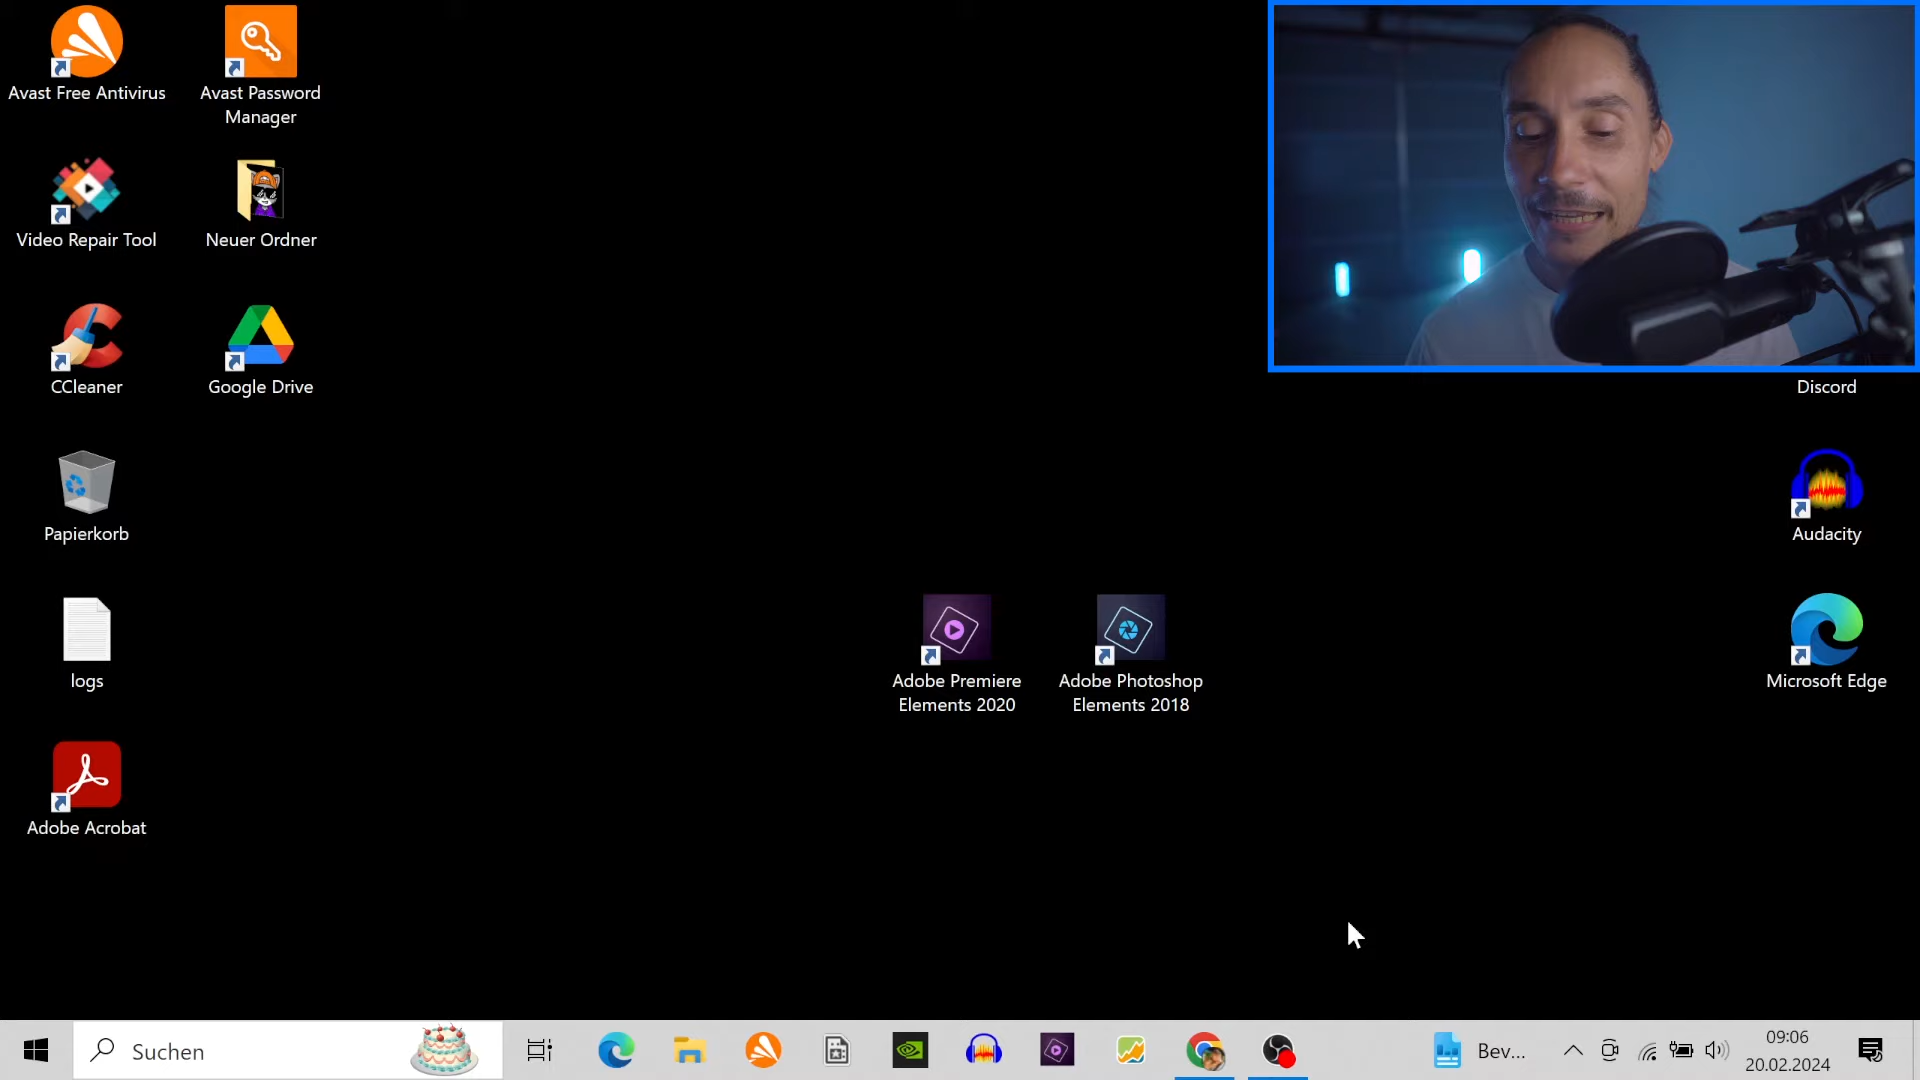 Avast Free Antivirus
Avast Password
Manager
Video Repair Tool
Neuer Ordner
CCleaner
Google Drive
Discord
Papierkorb
Audacity
logs
Adobe Premiere
Elements 2020
Adobe Photoshop
Elements 2018
Microsoft Edge
Adobe Acrobat
Suchen
Bev...
09:06
20.02.2024